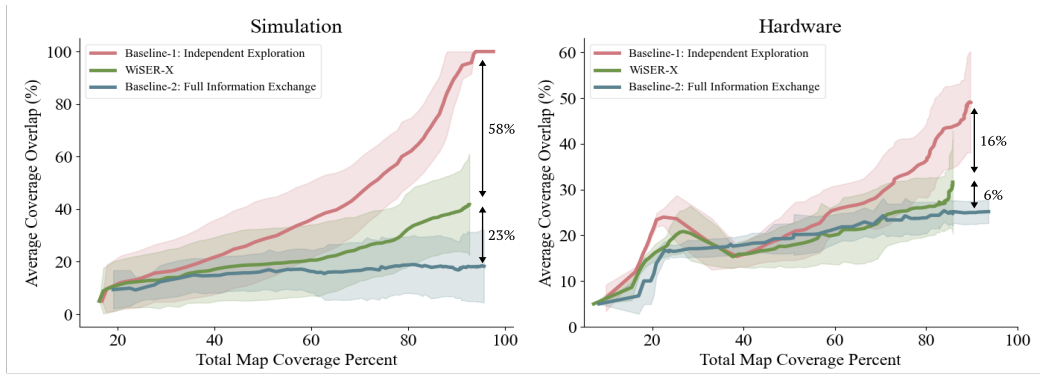 Simulation
Average Coverage Overlap (%)
100
80
60
40
20
0
Baseline-1: Independent Exploration
WiSER-X
Baseline-2: Full Information Exchange
58%
23%
20
40
60
80
100
Total Map Coverage Percent
Hardware
Average Coverage Overlap (%)
60
50
40
30
20
10
0
Baseline-1: Independent Exploration
WiSER-X
Baseline-2: Full Information Exchange
16%
6%
20
40
60
80
100
Total Map Coverage Percent